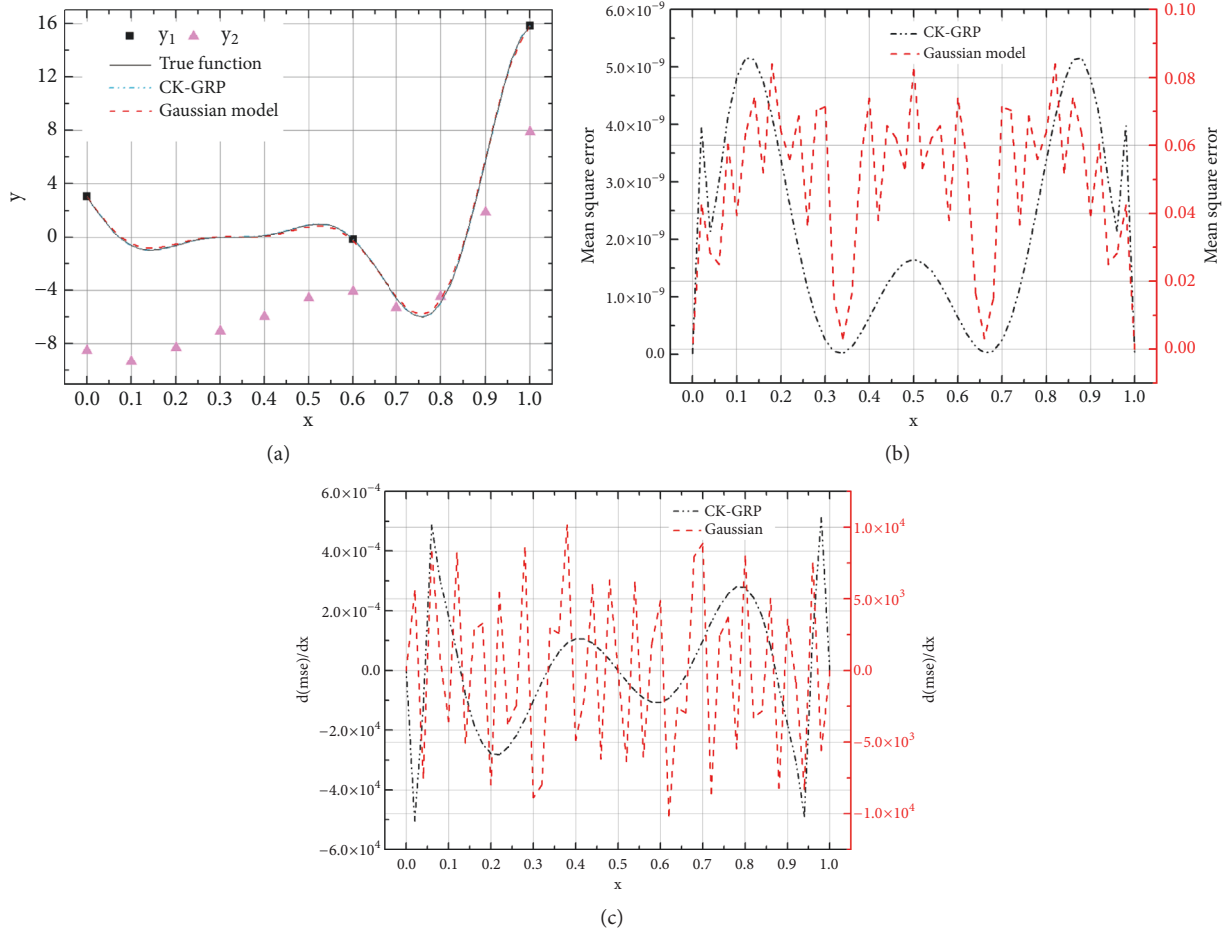 16
12
8
4
0
−4
−8
y
y₁ y₂
True function
CK-GRP
Gaussian model
0.0 0.1 0.2 0.3 0.4 0.5 0.6 0.7 0.8 0.9 1.0
x
(a)
6.0×10⁻⁹
5.0×10⁻⁹
4.0×10⁻⁹
3.0×10⁻⁹
2.0×10⁻⁹
1.0×10⁻⁹
0.0
Mean square error
CK-GRP
Gaussian model
0.10
0.08
0.06
0.04
0.02
0.00
Mean square error
0.0 0.1 0.2 0.3 0.4 0.5 0.6 0.7 0.8 0.9 1.0
x
(b)
6.0×10⁻⁴
4.0×10⁻⁴
2.0×10⁻⁴
0.0
−2.0×10⁴
−4.0×10⁴
−6.0×10⁴
d(mse)/dx
CK-GRP
Gaussian
1.0×10⁴
5.0×10³
0.0
−5.0×10³
−1.0×10⁴
d(mse)/dx
0.0 0.1 0.2 0.3 0.4 0.5 0.6 0.7 0.8 0.9 1.0
x
(c)